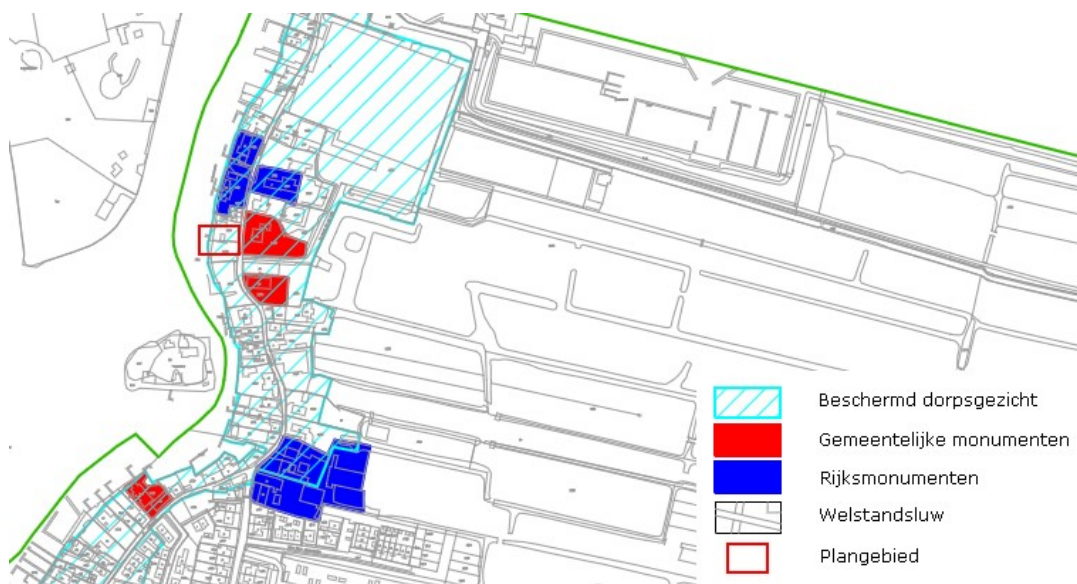 Beschermd dorpsgezicht
Gemeentelijke monumenten
Rijksmonumenten
Welstandsluw
Plangebied